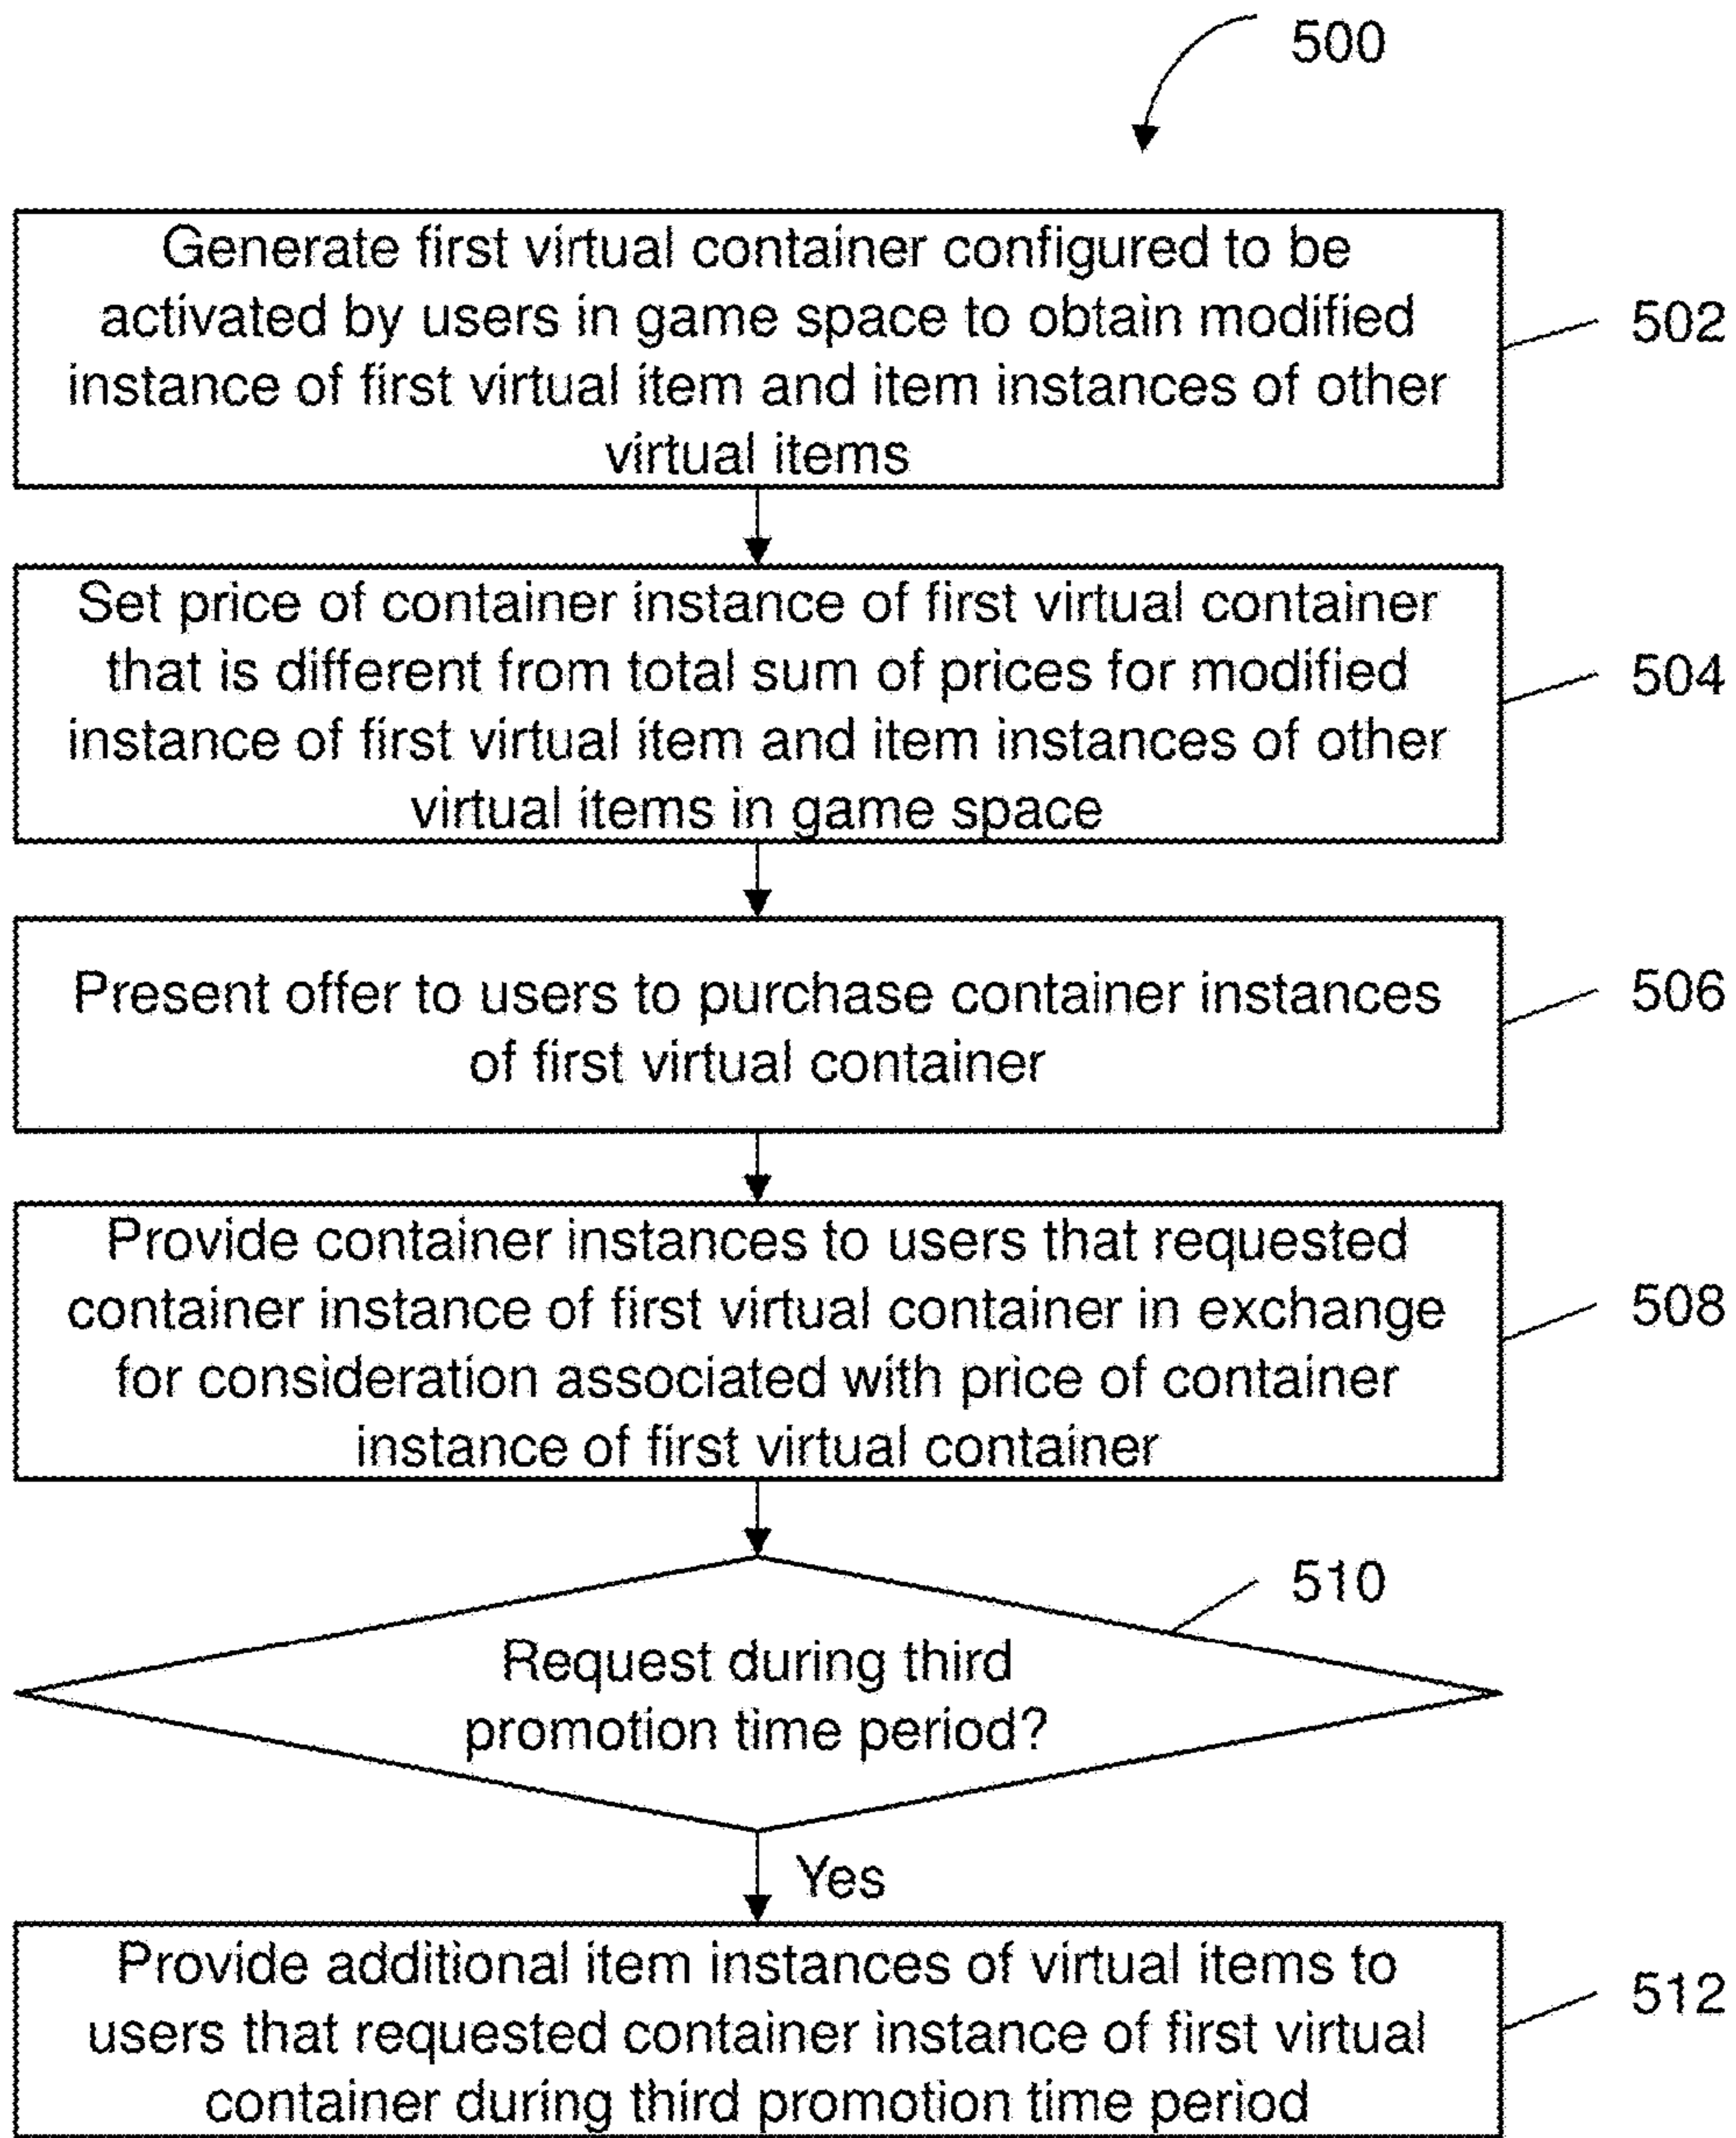 500
Generate first virtual container configured to be
activated by users in game space to obtain modified
instance of first virtual item and item instances of other
virtual items
502
Set price of container instance of first virtual container
that is different from total sum of prices for modified
instance of first virtual item and item instances of other
virtual items in game space
504
Present offer to users to purchase container instances
of first virtual container
506
Provide container instances to users that requested
container instance of first virtual container in exchange
for consideration associated with price of container
instance of first virtual container
508
510
Request during third
promotion time period?
Yes
Provide additional item instances of virtual items to
users that requested container instance of first virtual
container during third promotion time period
512